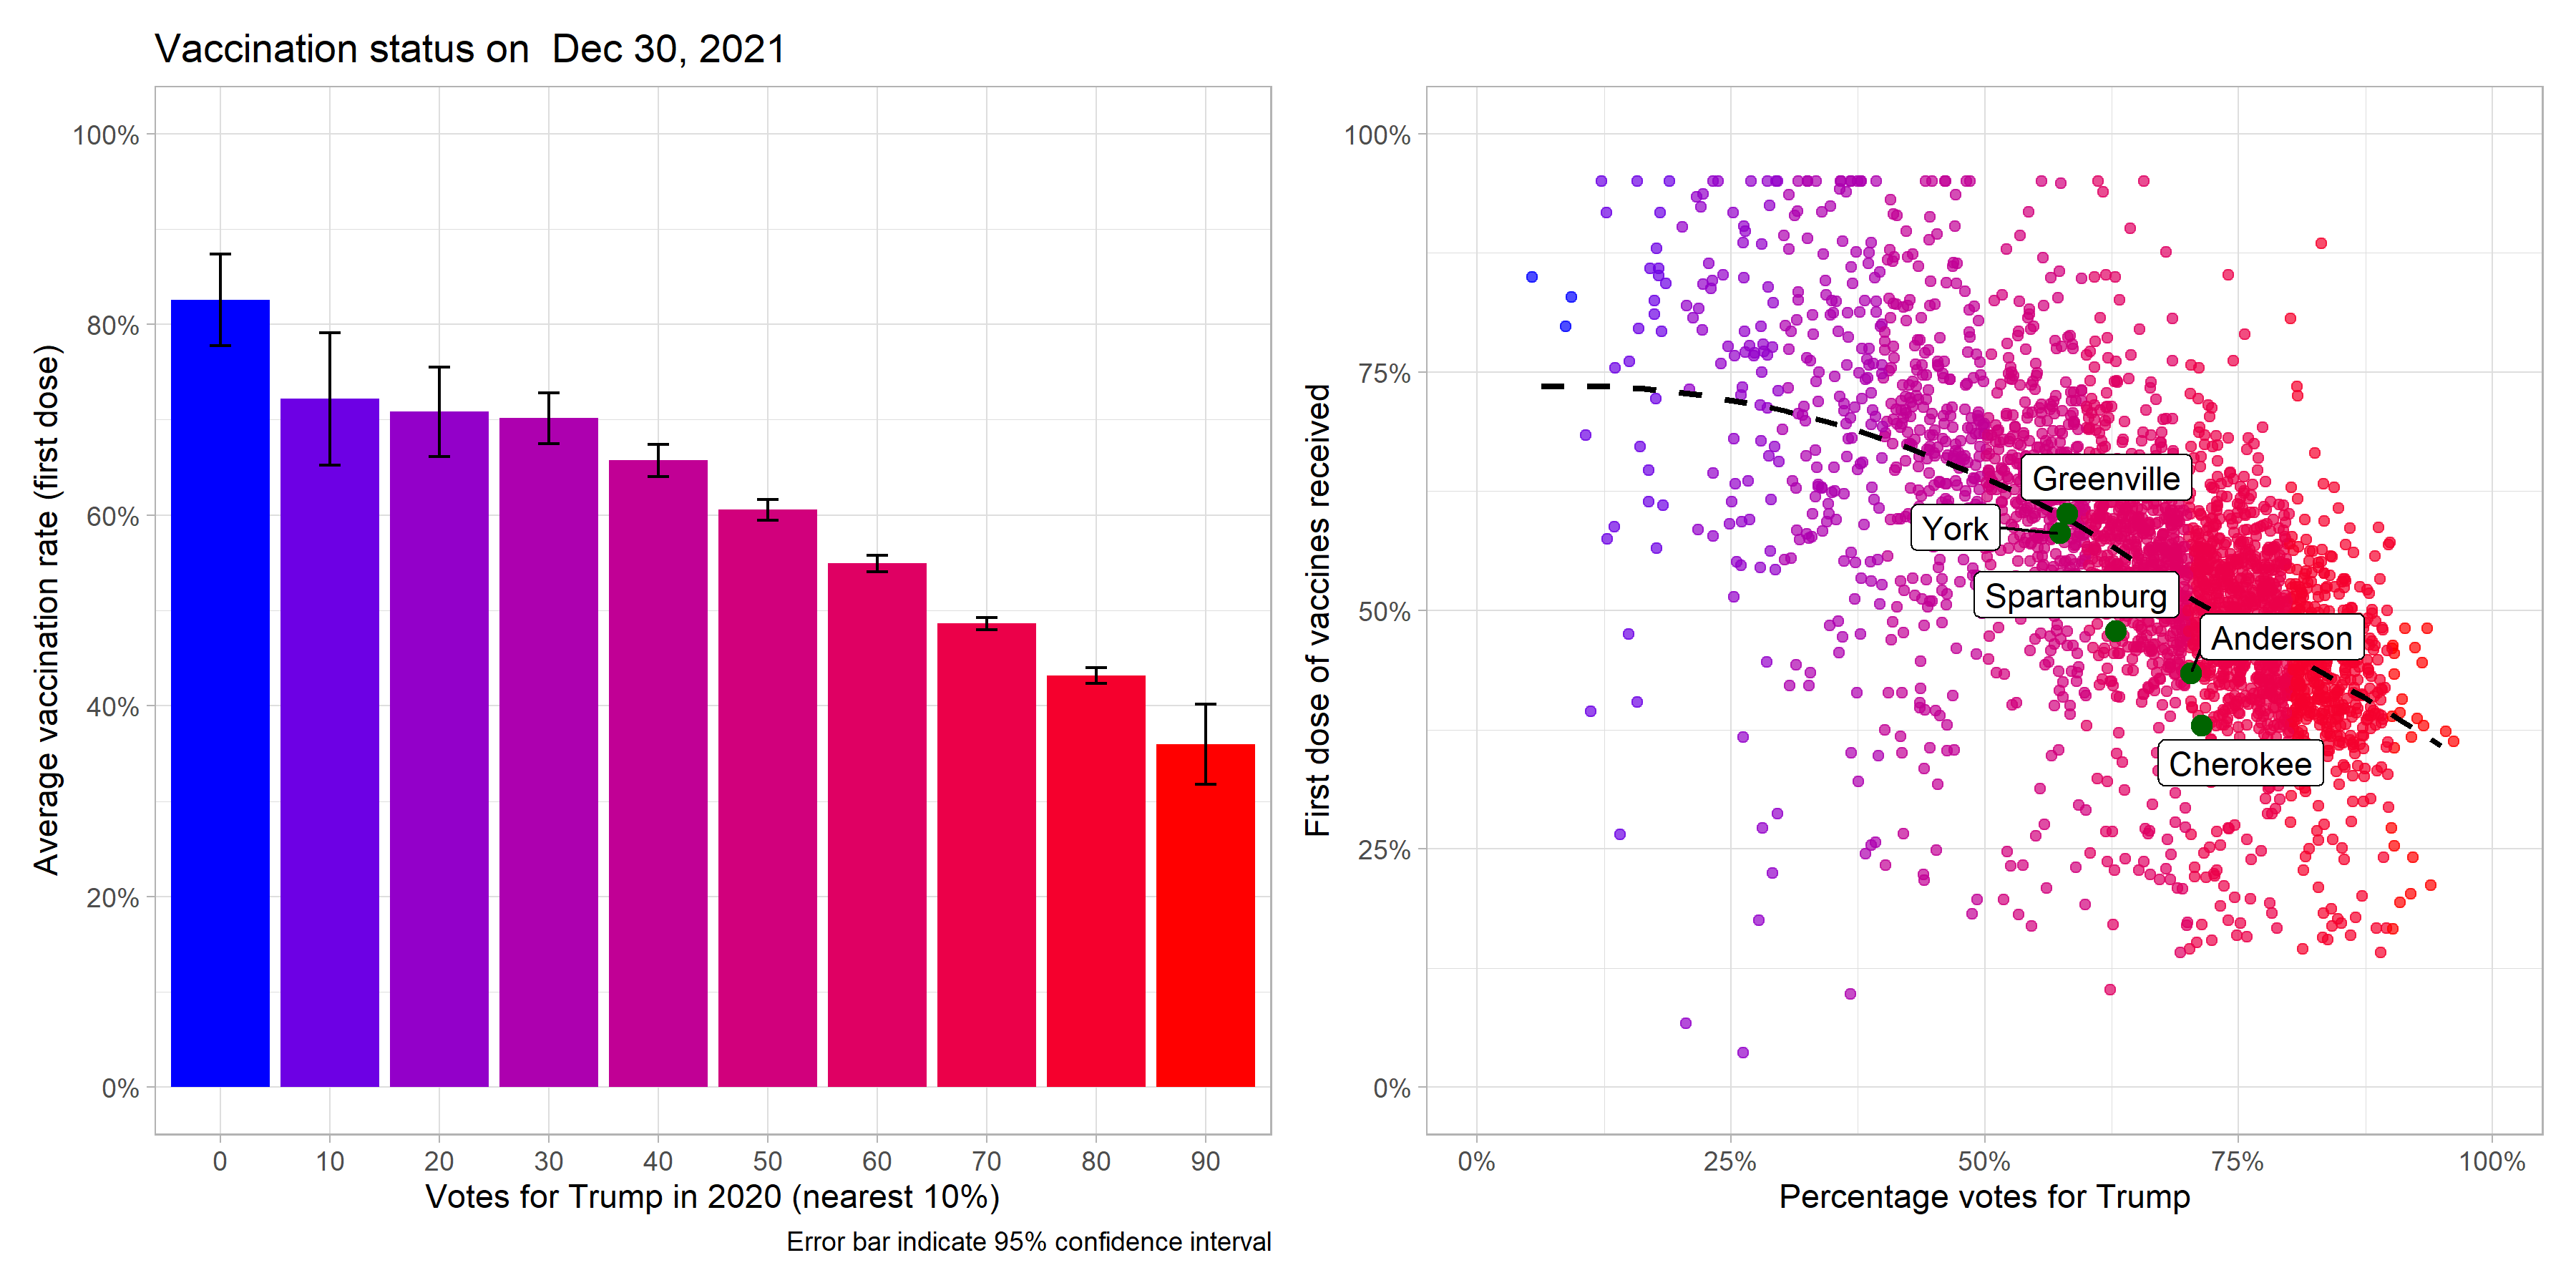 Vaccination status on  Dec 30, 2021
Average vaccination rate (first dose)
100%
80%
60%
40%
20%
0%
0 10 20 30 40 50 60 70 80 90
Votes for Trump in 2020 (nearest 10%)
Error bar indicate 95% confidence interval
First dose of vaccines received
100%
75%
50%
25%
0%
Greenville
York
Spartanburg
Anderson
Cherokee
0% 25% 50% 75% 100%
Percentage votes for Trump